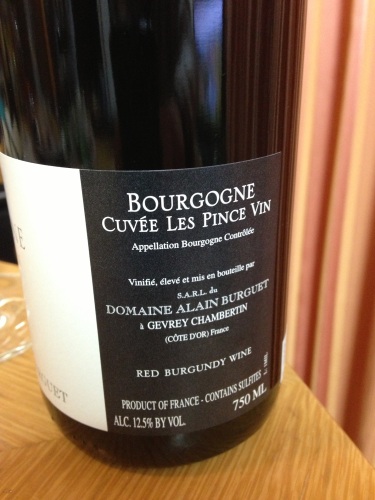 BOURGOGNE
CUVÉE LES PINCE VIN
Appellation Bourgogne Contrôlée
Vinifié, élevé et mis en bouteille par
S.A.R.L. du
DOMAINE ALAIN BURGUET
à GEVREY CHAMBERTIN
(CÔTE D'OR) France
RED BURGUNDY WINE
PRODUCT OF FRANCE - CONTAINS SULFITES
ALC. 12.5% BY VOL. 750 ML